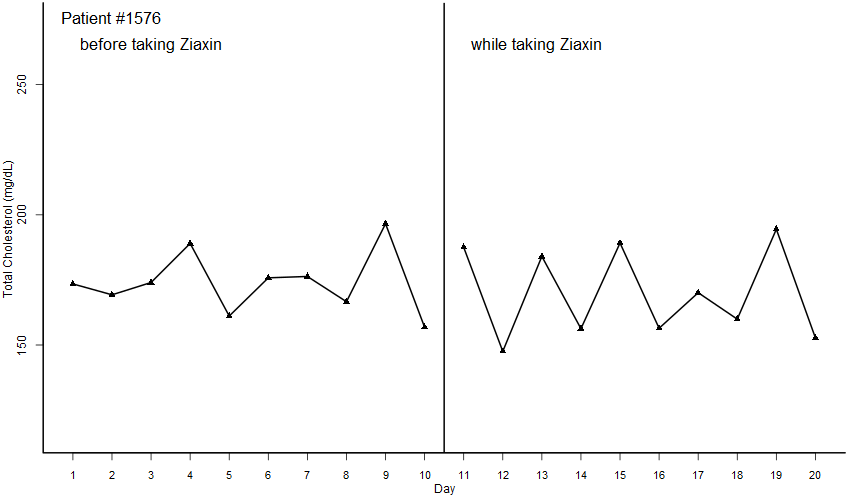 Patient #1576
before taking Ziaxin
while taking Ziaxin
Total Cholesterol (mg/dL)
250
200
150
1 2 3 4 5 6 7 8 9 10 11 12 13 14 15 16 17 18 19 20
Day